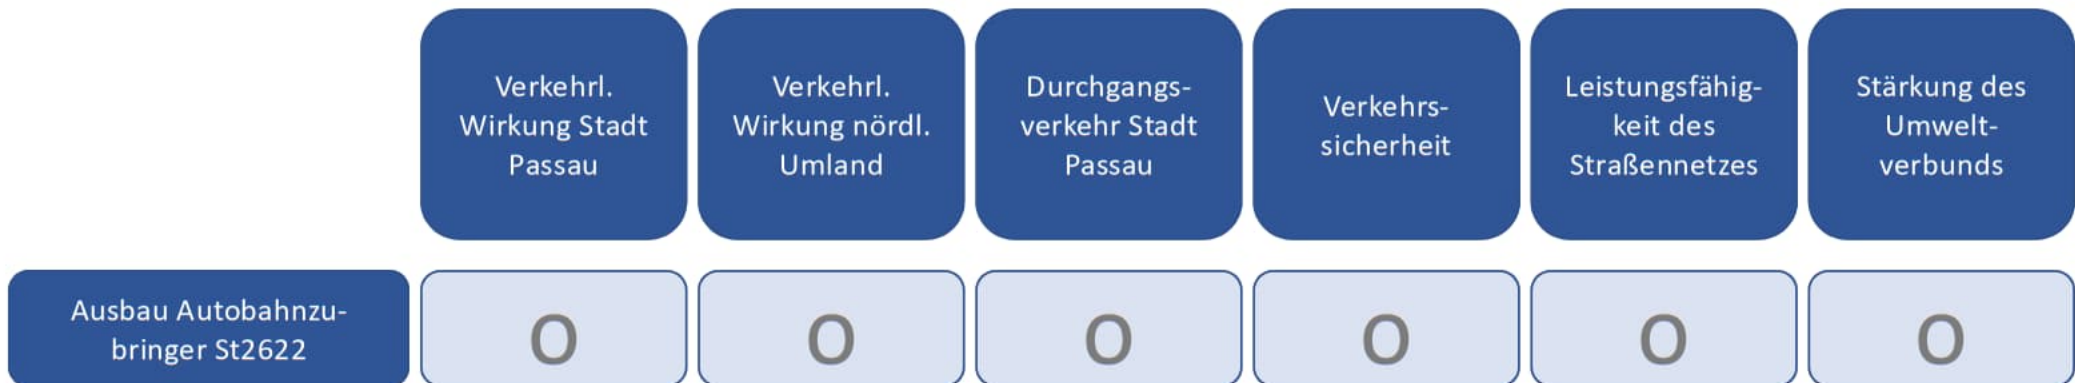 Verkehrl.
Wirkung Stadt
Passau
Verkehrl.
Wirkung nördl.
Umland
Durchgangs-
verkehr Stadt
Passau
Verkehrs-
sicherheit
Leistungsfähig-
keit des
Straßennetzes
Stärkung des
Umwelt-
verbunds
Ausbau Autobahnzu-
bringer St2622
O O O O O O